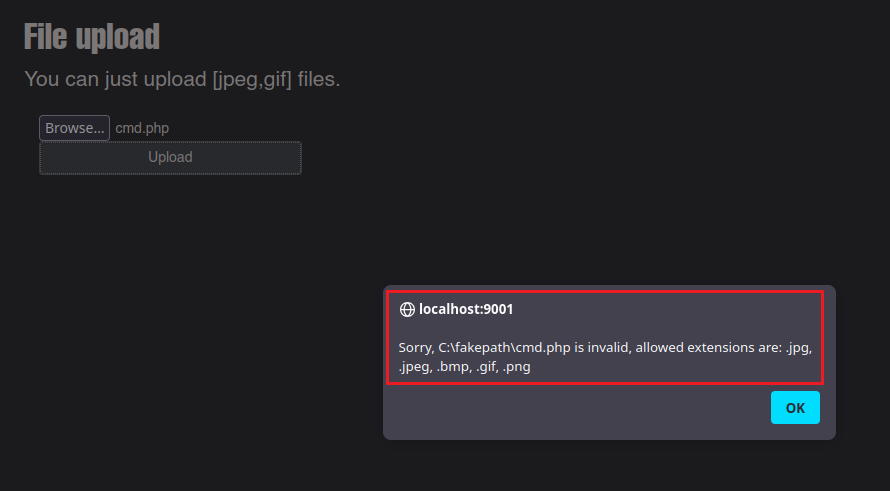 File upload
You can just upload [jpeg,gif] files.
Browse... cmd.php
Upload
localhost:9001
Sorry, C:\fakepath\cmd.php is invalid, allowed extensions are: .jpg,
.jpeg, .bmp, .gif, .png
OK